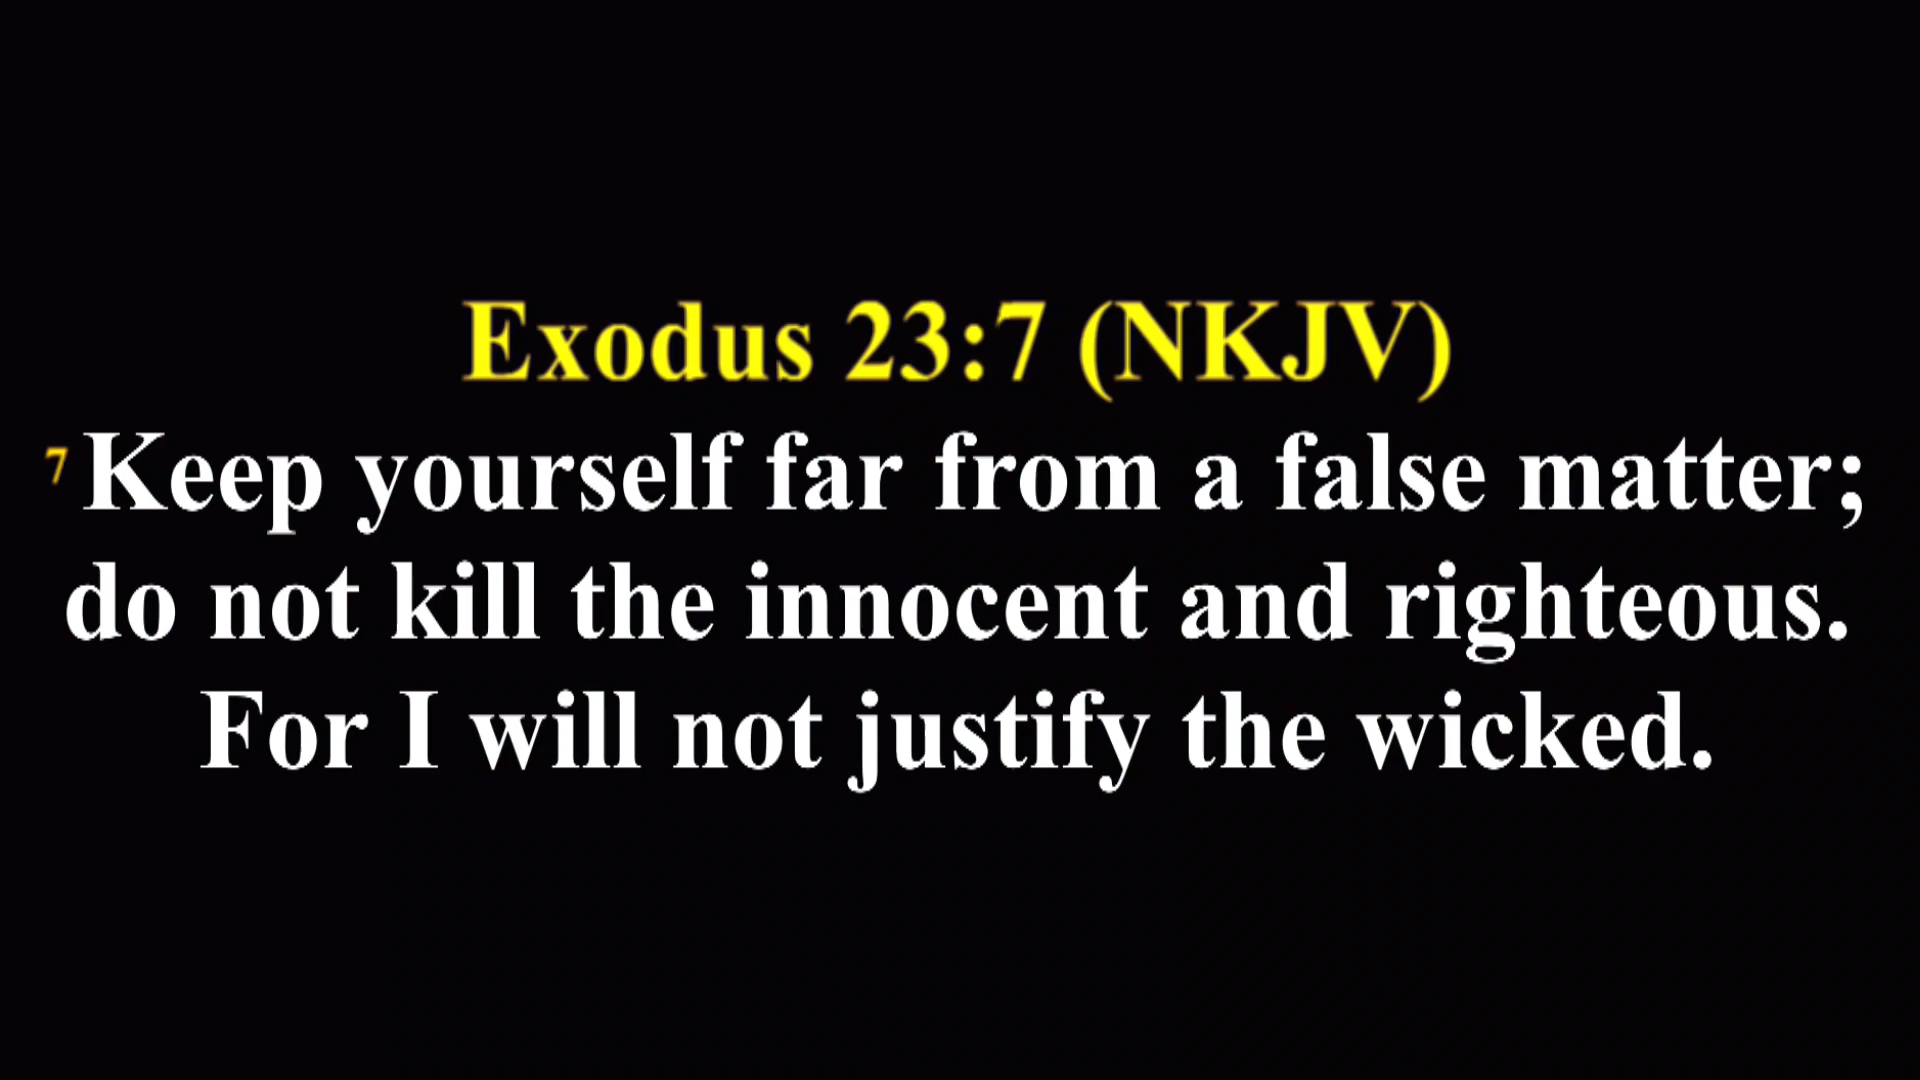 Exodus 23:7 (NKJV)
7 Keep yourself far from a false matter;
do not kill the innocent and righteous.
For I will not justify the wicked.